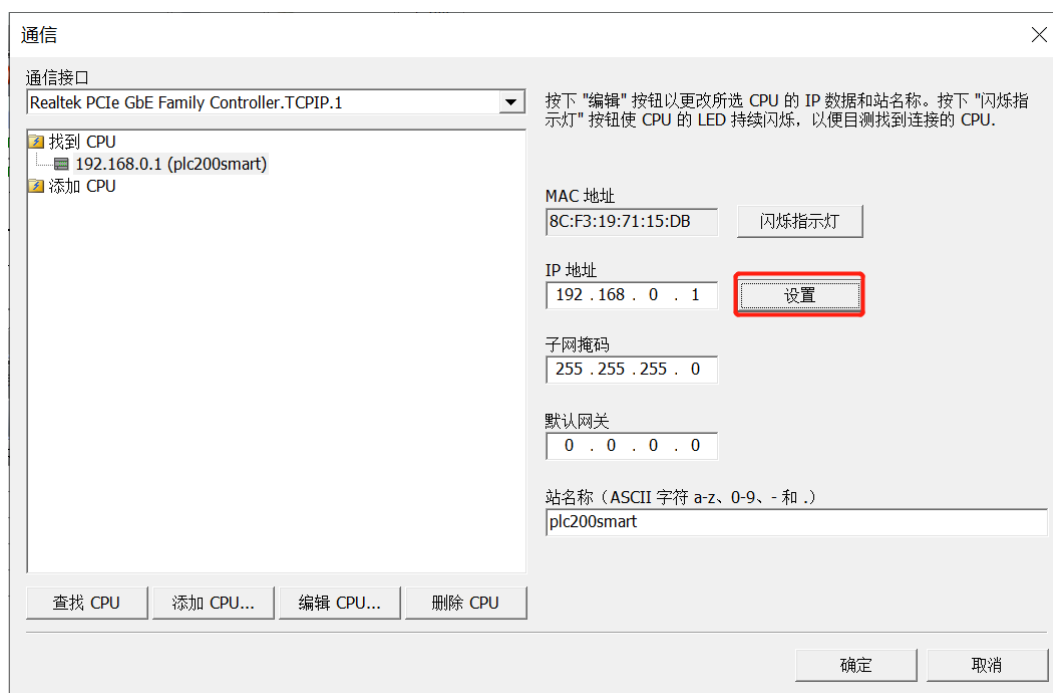 通信
通信接口
Realtek PCIe GbE Family Controller.TCPIP.1
找到 CPU
192.168.0.1 (plc200smart)
添加 CPU
按下 "编辑" 按钮以更改所选 CPU 的 IP 数据和站名称。按下 "闪烁指
示灯" 按钮使 CPU 的 LED 持续闪烁，以便目测找到连接的 CPU.
MAC 地址
8C:F3:19:71:15:DB
闪烁指示灯
IP 地址
192 . 168 . 0 . 1
设置
子网掩码
255 . 255 . 255 . 0
默认网关
0 . 0 . 0 . 0
站名称（ASCII 字符 a-z、0-9、- 和 .）
plc200smart
查找 CPU
添加 CPU...
编辑 CPU...
删除 CPU
确定
取消